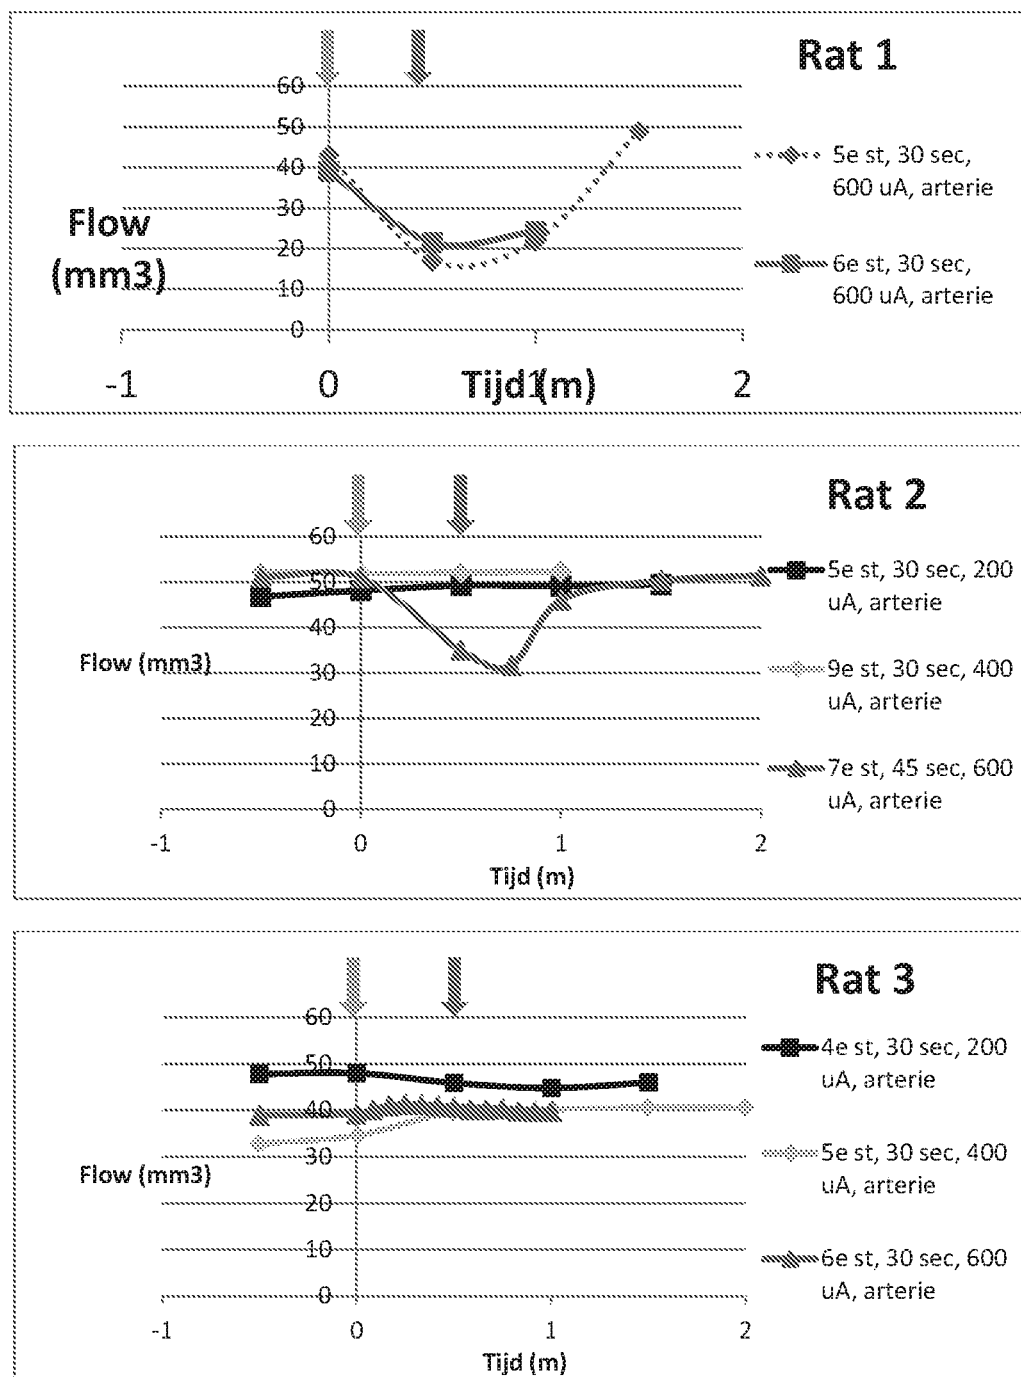 Rat 1
60
50
40
30
20
10
0
Flow
(mm3)
-1 0 1 2
Tijd (m)
5e st, 30 sec,
600 uA, arterie
6e st, 30 sec,
600 uA, arterie
Rat 2
60
50
40
30
20
10
0
Flow (mm3)
-1 0 1 2
Tijd (m)
5e st, 30 sec, 200
uA, arterie
9e st, 30 sec, 400
uA, arterie
7e st, 45 sec, 600
uA, arterie
Rat 3
60
50
40
30
20
10
0
Flow (mm3)
-1 0 1 2
Tijd (m)
4e st, 30 sec, 200
uA, arterie
5e st, 30 sec, 400
uA, arterie
6e st, 30 sec, 600
uA, arterie